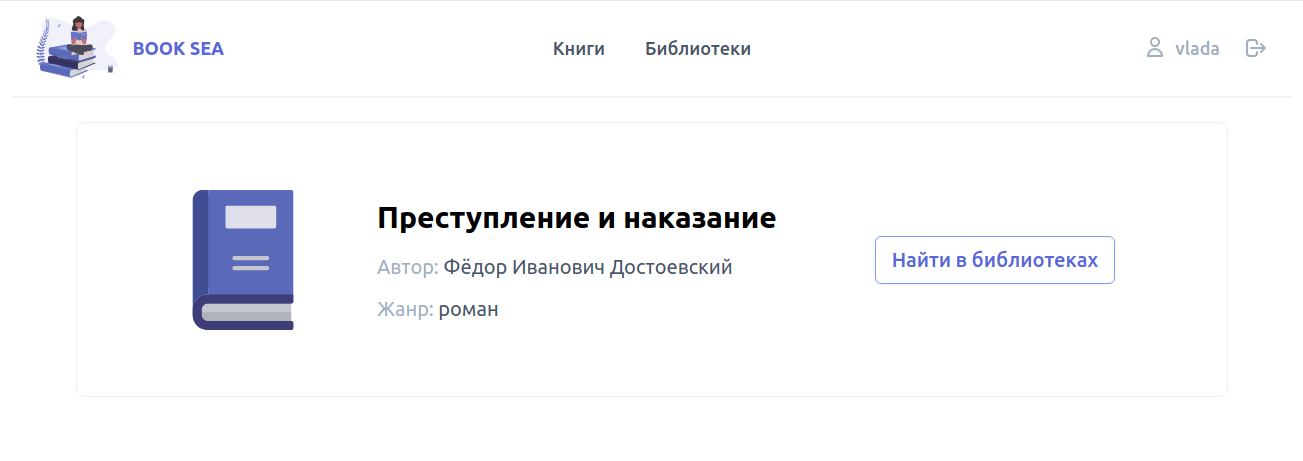 BOOK SEA
Книги
Библиотеки
vlada
Преступление и наказание
Автор: Фёдор Иванович Достоевский
Жанр: роман
Найти в библиотеках